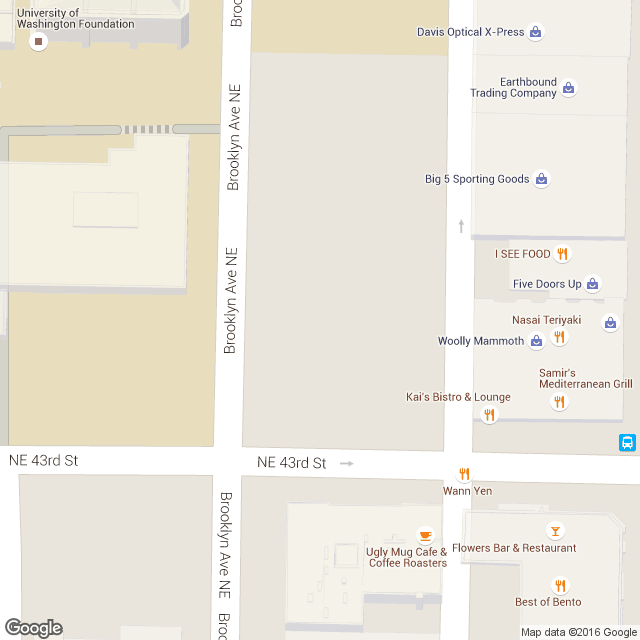 University of
Washington Foundation
Brooklyn
Davis Optical X-Press
Earthbound
Trading Company
Brooklyn Ave NE
Big 5 Sporting Goods
I SEE FOOD
Brooklyn Ave NE
Five Doors Up
Nasai Teriyaki
Woolly Mammoth
Samir's
Mediterranean Grill
Kai's Bistro & Lounge
NE 43rd St
NE 43rd St
Wann Yen
Brooklyn Ave NE
Ugly Mug Cafe &
Coffee Roasters
Flowers Bar & Restaurant
Best of Bento
Google
Map data ©2016 Google